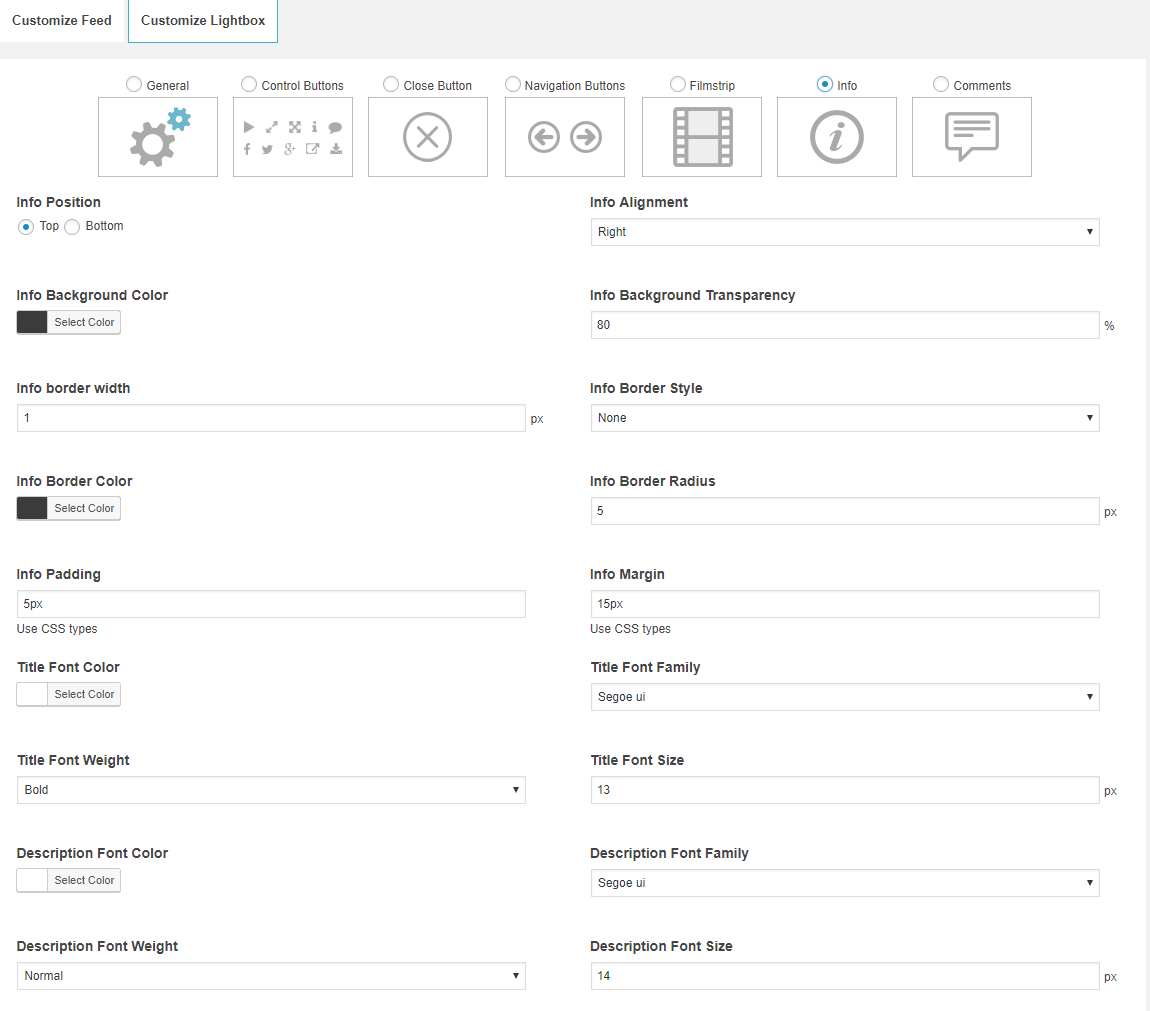 Customize Feed Customize Lightbox
General Control Buttons Close Button Navigation Buttons Filmstrip Info Comments
Info Position Info Alignment
Top Bottom Right
Info Background Color Info Background Transparency
Select Color 80 %
Info border width Info Border Style
1 px None
Info Border Color Info Border Radius
Select Color 5 px
Info Padding Info Margin
5px 15px
Use CSS types Use CSS types
Title Font Color Title Font Family
Select Color Segoe ui
Title Font Weight Title Font Size
Bold 13 px
Description Font Color Description Font Family
Select Color Segoe ui
Description Font Weight Description Font Size
Normal 14 px